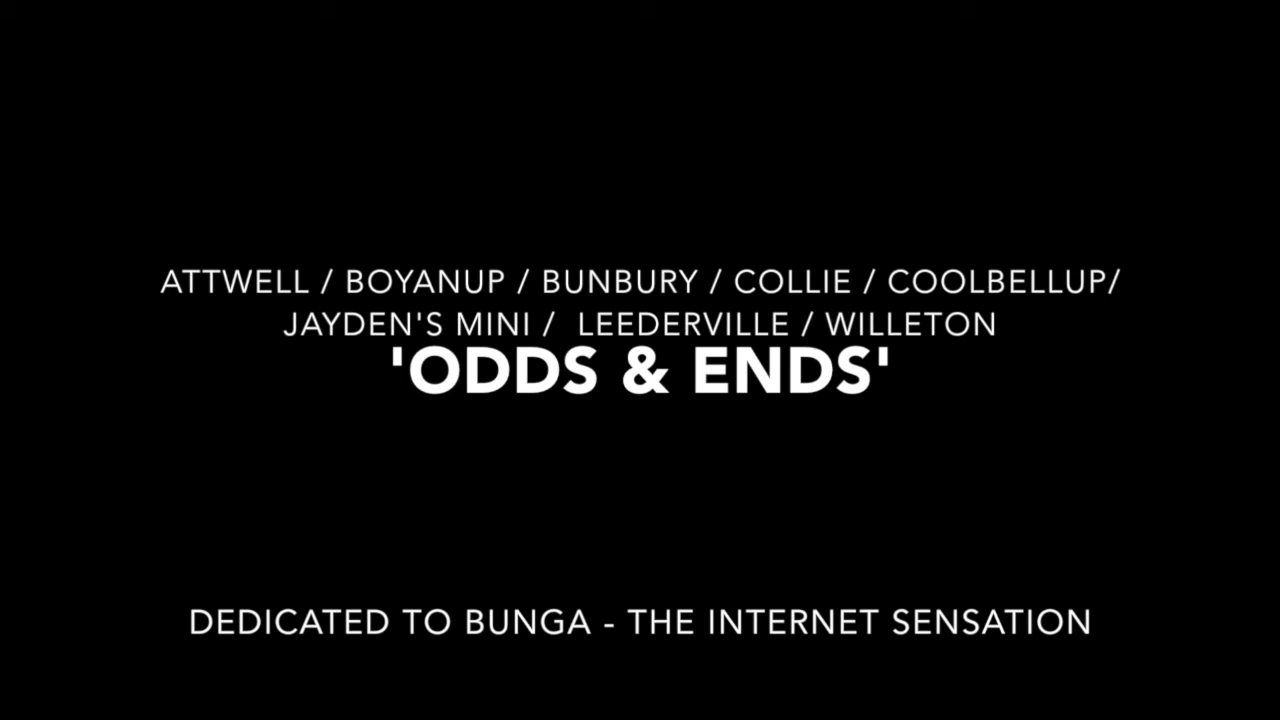 ATTWELL / BOYANUP / BUNBURY / COLLIE / COOLBELLUP/
JAYDEN'S MINI /  LEEDERVILLE / WILLETON
'ODDS & ENDS'
DEDICATED TO BUNGA - THE INTERNET SENSATION